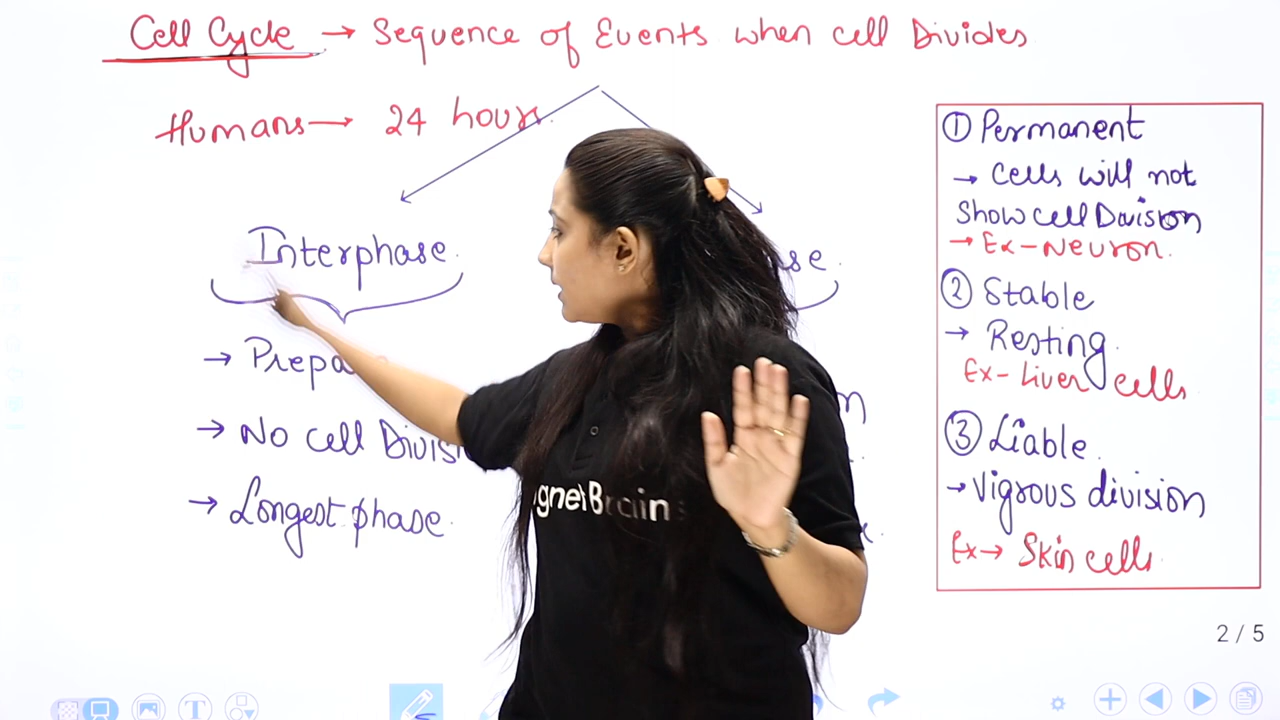 Cell Cycle → Sequence of Events when cell Divides
Humans → 24 hours.
Interphase.
→ No cell
→ Longest phase.
① Permanent
→ Cells will not
Show cell Division
→ Ex-Neuron.
② Stable
→ Resting.
Ex-Liver cells.
③ Liable.
→ Vigrous division
Ex→ Skin cells.
gnet Brains
2 / 5
T